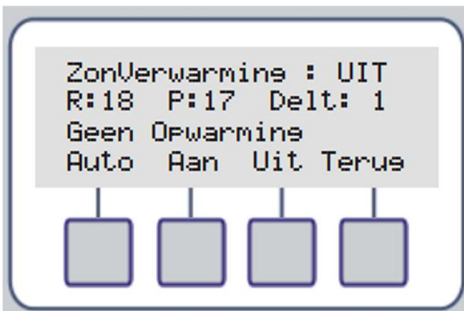 ZonVerwarming : UIT
R:18 P:17 Delt: 1
Geen Opwarming
Auto Aan Uit Terug